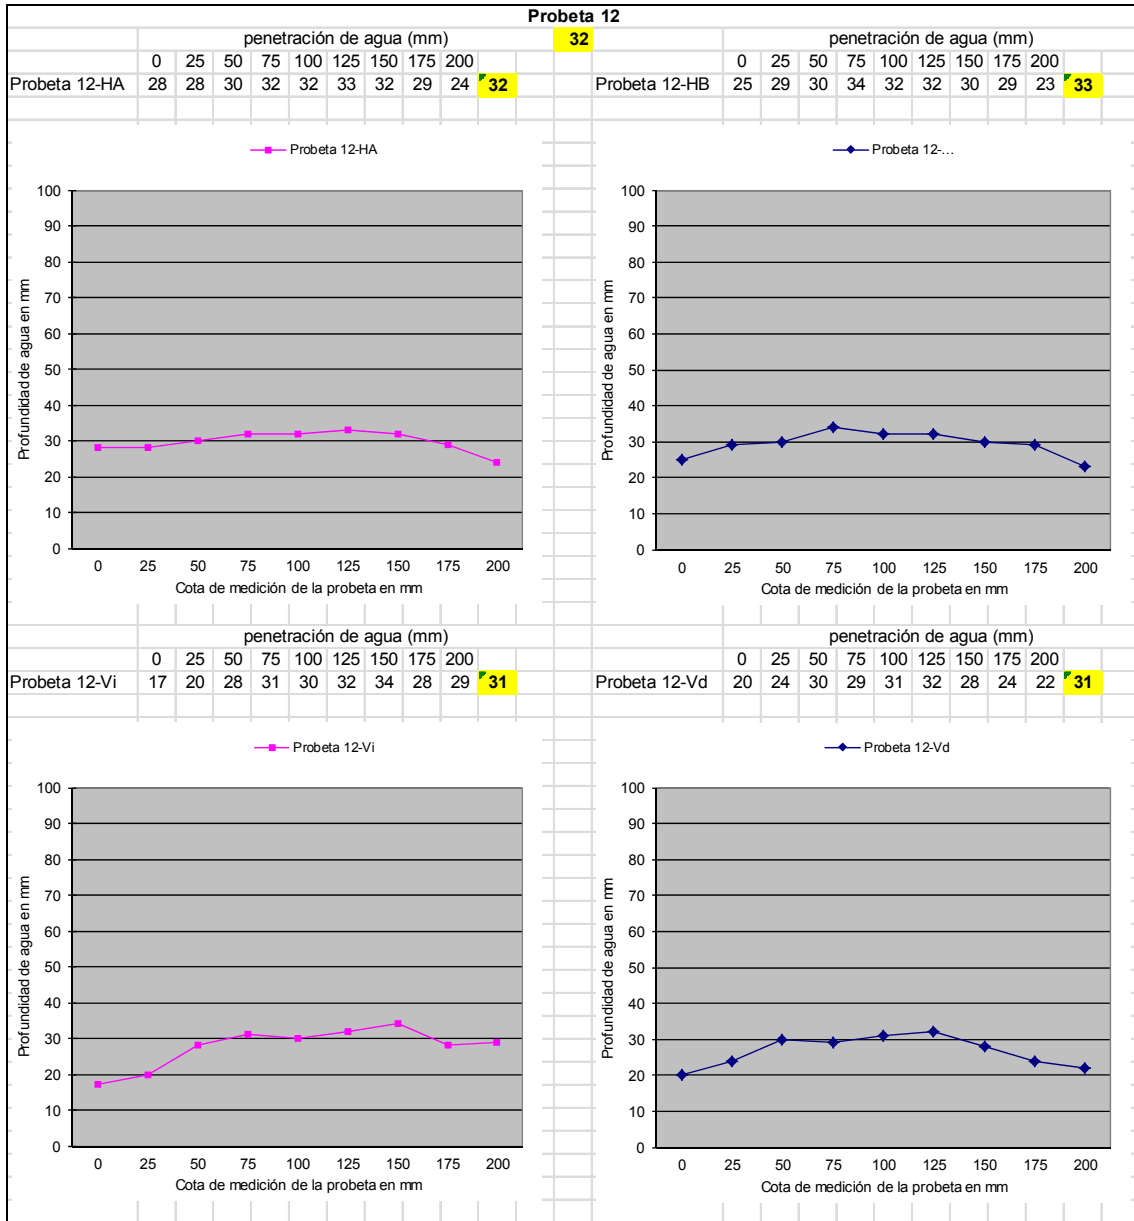 Probeta 12
penetración de agua (mm) 32 penetración de agua (mm)
0 25 50 75 100 125 150 175 200 0 25 50 75 100 125 150 175 200
Probeta 12-HA 28 28 30 32 32 33 32 29 24 32 Probeta 12-HB 25 29 30 34 32 32 30 29 23 33
Probeta 12-HA
Profundidad de agua en mm
100
90
80
70
60
50
40
30
20
10
0
0 25 50 75 100 125 150 175 200
Cota de medición de la probeta en mm
Probeta 12-...
Profundidad de agua en mm
100
90
80
70
60
50
40
30
20
10
0
0 25 50 75 100 125 150 175 200
Cota de medición de la probeta en mm
penetración de agua (mm) penetración de agua (mm)
0 25 50 75 100 125 150 175 200 0 25 50 75 100 125 150 175 200
Probeta 12-Vi 17 20 28 31 30 32 34 28 29 31 Probeta 12-Vd 20 24 30 29 31 32 28 24 22 31
Probeta 12-Vi
Profundidad de agua en mm
100
90
80
70
60
50
40
30
20
10
0
0 25 50 75 100 125 150 175 200
Cota de medición de la probeta en mm
Probeta 12-Vd
Profundidad de agua en mm
100
90
80
70
60
50
40
30
20
10
0
0 25 50 75 100 125 150 175 200
Cota de medición de la probeta en mm